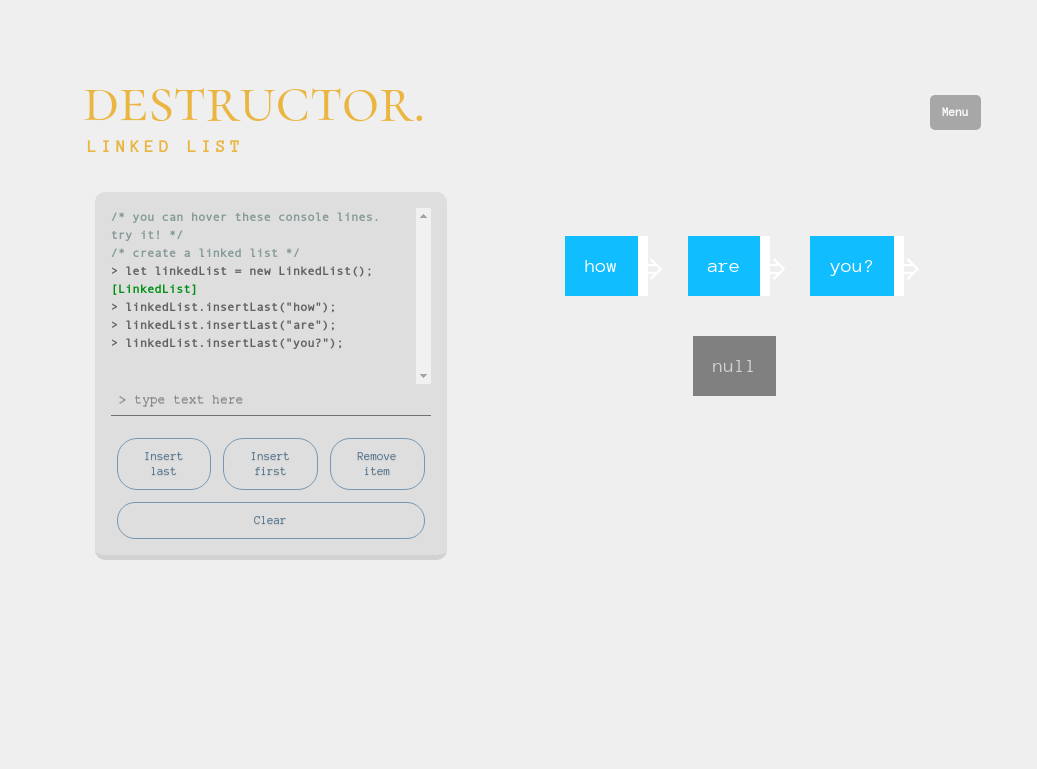 DESTRUCTOR.
LINKED LIST
Menu
/* you can hover these console lines.
try it! */
/* create a linked list */
> let linkedList = new LinkedList();
[LinkedList]
> linkedList.insertLast("how");
> linkedList.insertLast("are");
> linkedList.insertLast("you?");
> type text here
Insert
last
Insert
first
Remove
item
Clear
how
are
you?
null